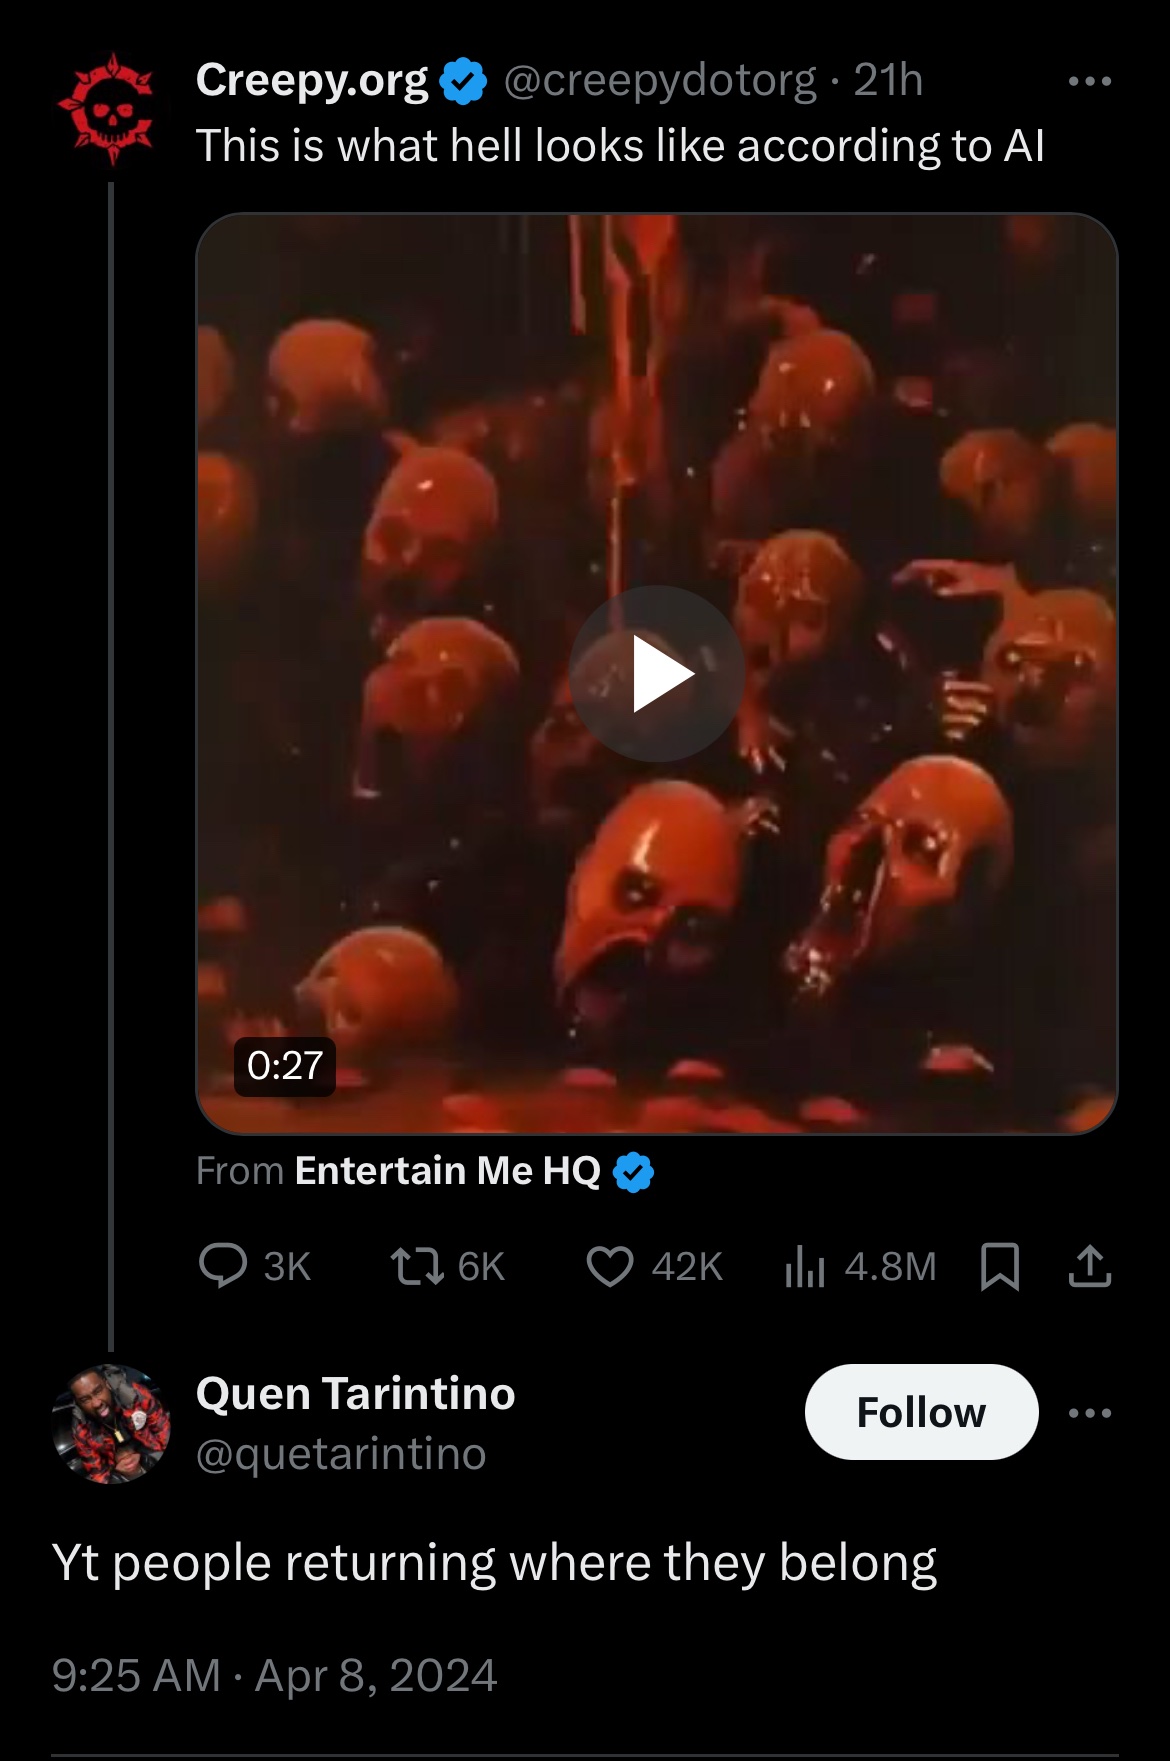 Creepy.org @creepydotorg · 21h
This is what hell looks like according to AI
0:27
From Entertain Me HQ
3K 6K 42K 4.8M
Quen Tarintino
Follow
@quetarintino
Yt people returning where they belong
9:25 AM · Apr 8, 2024